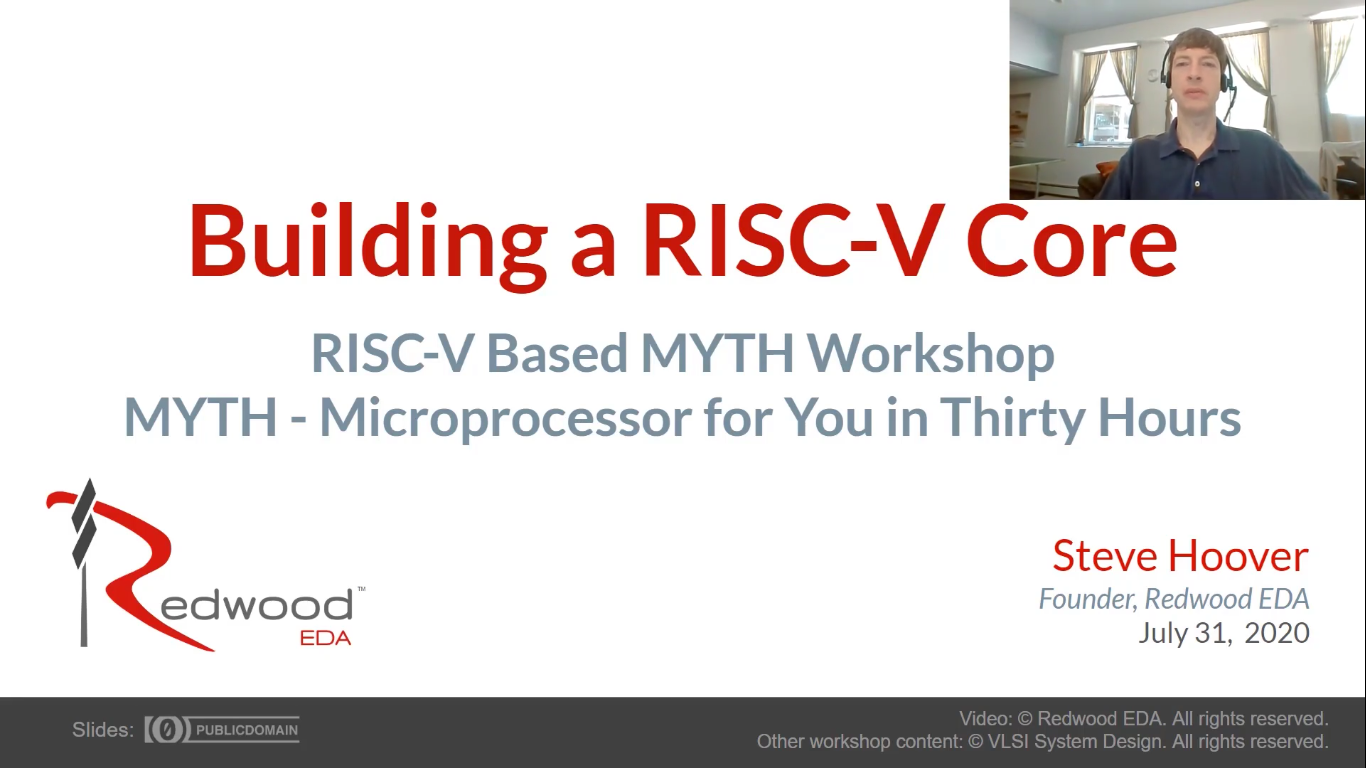 Building a RISC-V Core
RISC-V Based MYTH Workshop
MYTH - Microprocessor for You in Thirty Hours
Redwood™
EDA
Steve Hoover
Founder, Redwood EDA
July 31, 2020
Slides: PUBLICDOMAIN
Video: © Redwood EDA. All rights reserved.
Other workshop content: © VLSI System Design. All rights reserved.